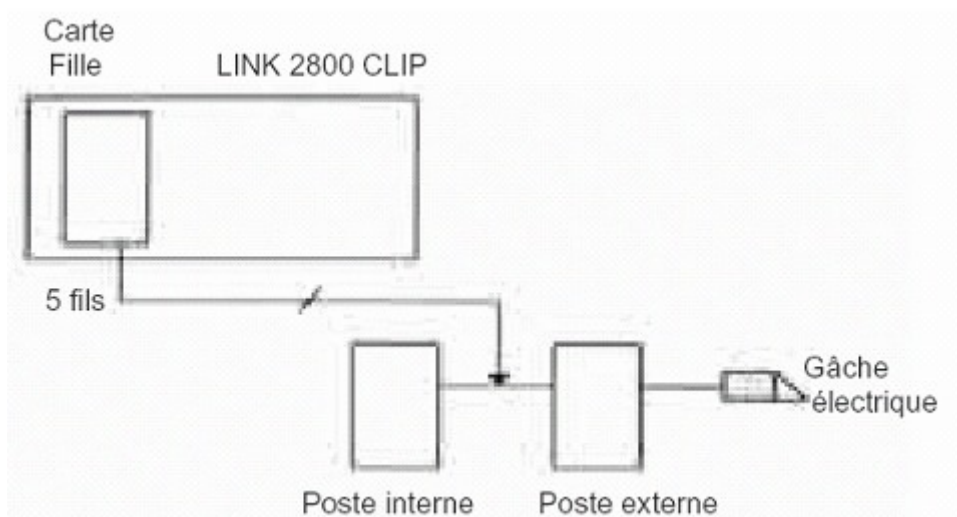 Carte
Fille
LINK 2800 CLIP
5 fils
Gâche
électrique
Poste interne
Poste externe